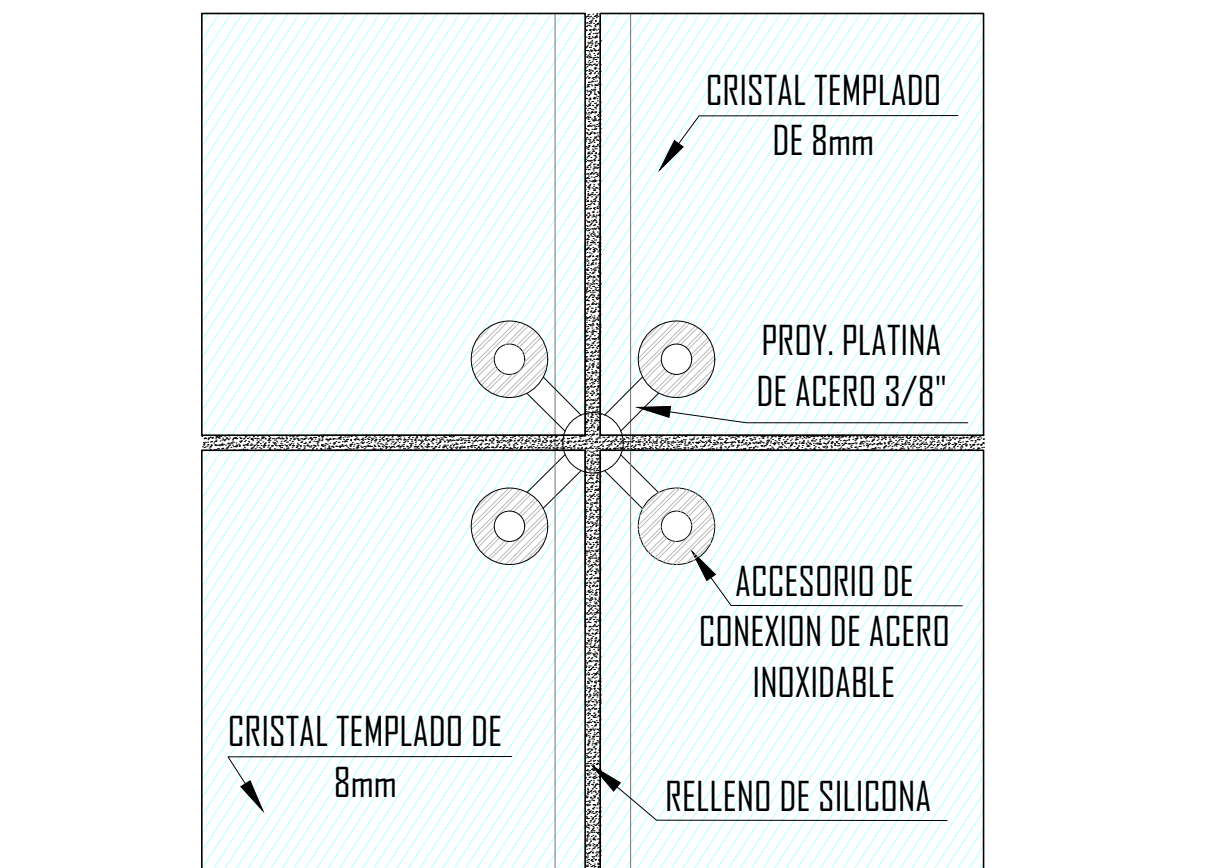 CRISTAL TEMPLADO
DE 8mm
PROY. PLATINA
DE ACERO 3/8"
ACCESORIO DE
CONEXION DE ACERO
INOXIDABLE
CRISTAL TEMPLADO DE
8mm
RELLENO DE SILICONA